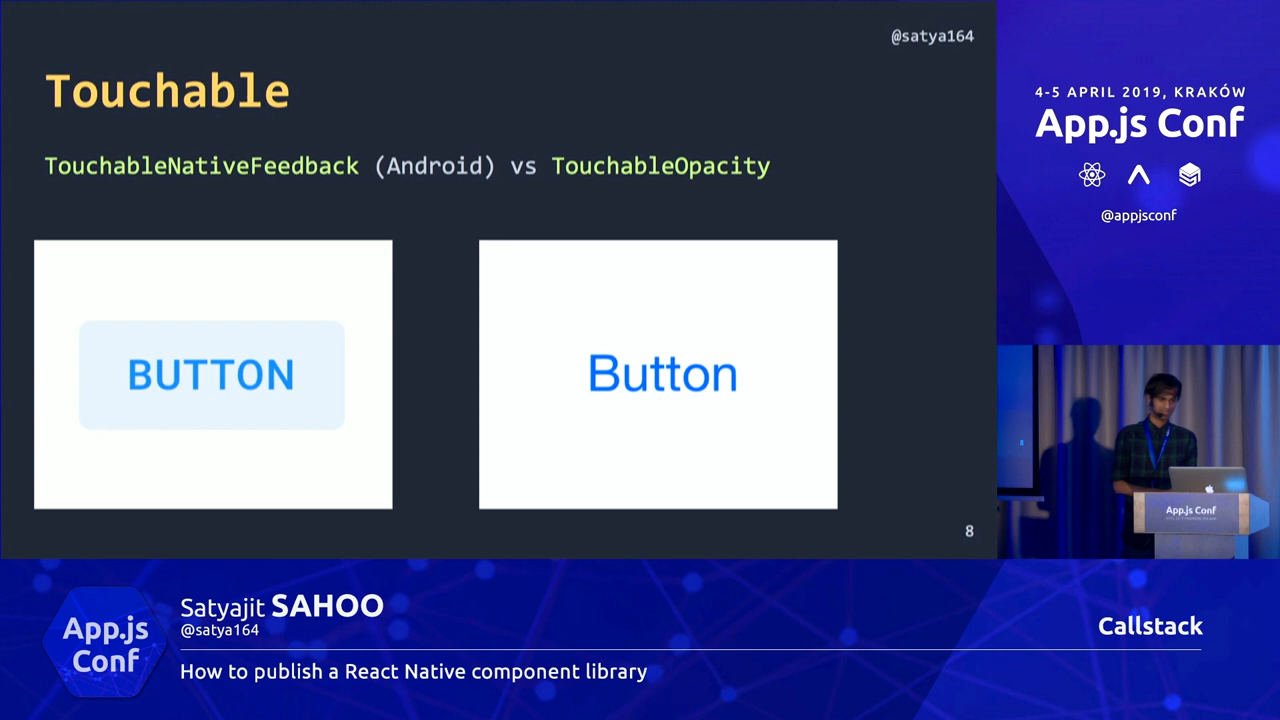 @satya164
Touchable
TouchableNativeFeedback (Android) vs TouchableOpacity
BUTTON
Button
8
4-5 APRIL 2019, KRAKÓW
App.js Conf
@appjsconf
App.js Conf
App.js
Conf
Satyajit SAHOO
@satya164
How to publish a React Native component library
Callstack